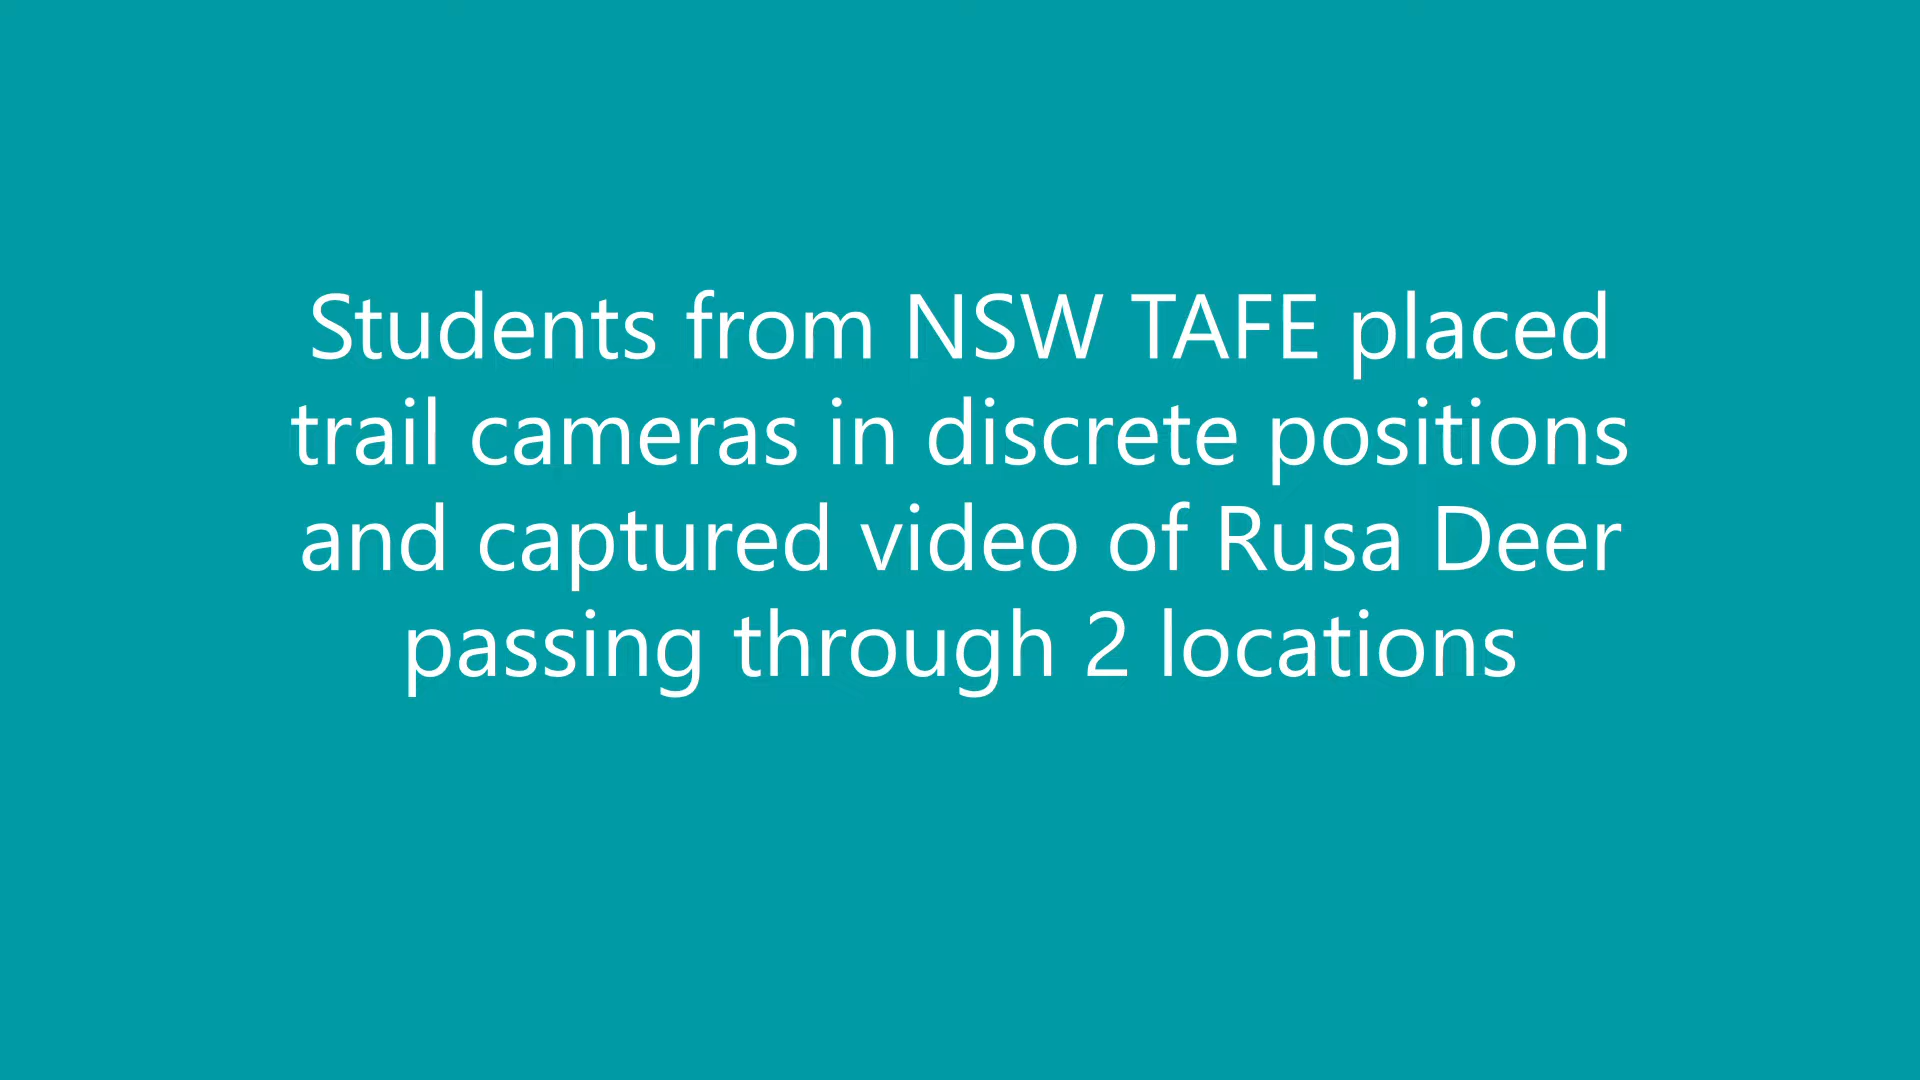 Students from NSW TAFE placed
trail cameras in discrete positions
and captured video of Rusa Deer
passing through 2 locations